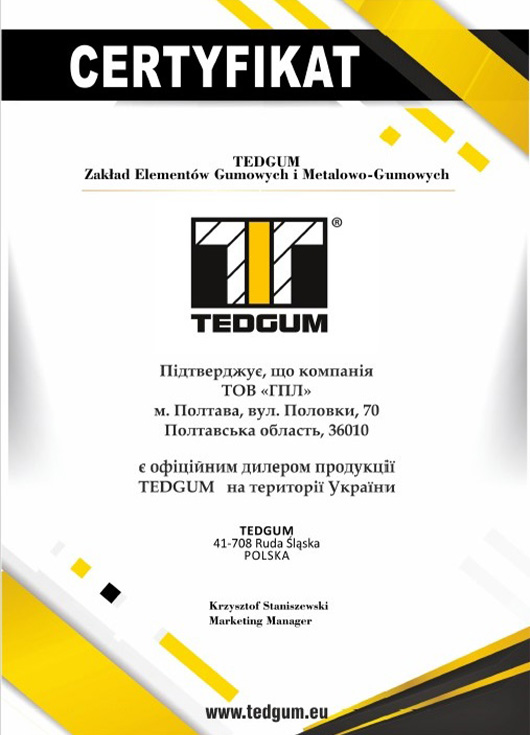 CERTYFIKAT
TEDGUM
Zakład Elementów Gumowych i Metalowo-Gumowych
®
TEDGUM
Підтверджує, що компанія
ТОВ «ГПЛ»
м. Полтава, вул. Половки, 70
Полтавська область, 36010
є офіційним дилером продукції
TEDGUM на території України
TEDGUM
41-708 Ruda Śląska
POLSKA
Krzysztof Staniszewski
Marketing Manager
www.tedgum.eu